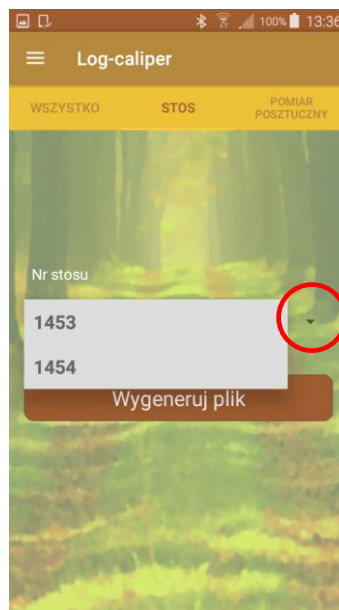 100% 13:36
Log-caliper
WSZYSTKO STOS POMIAR POSZTUCZNY
Nr stosu
1453
1454
Wygeneruj plik